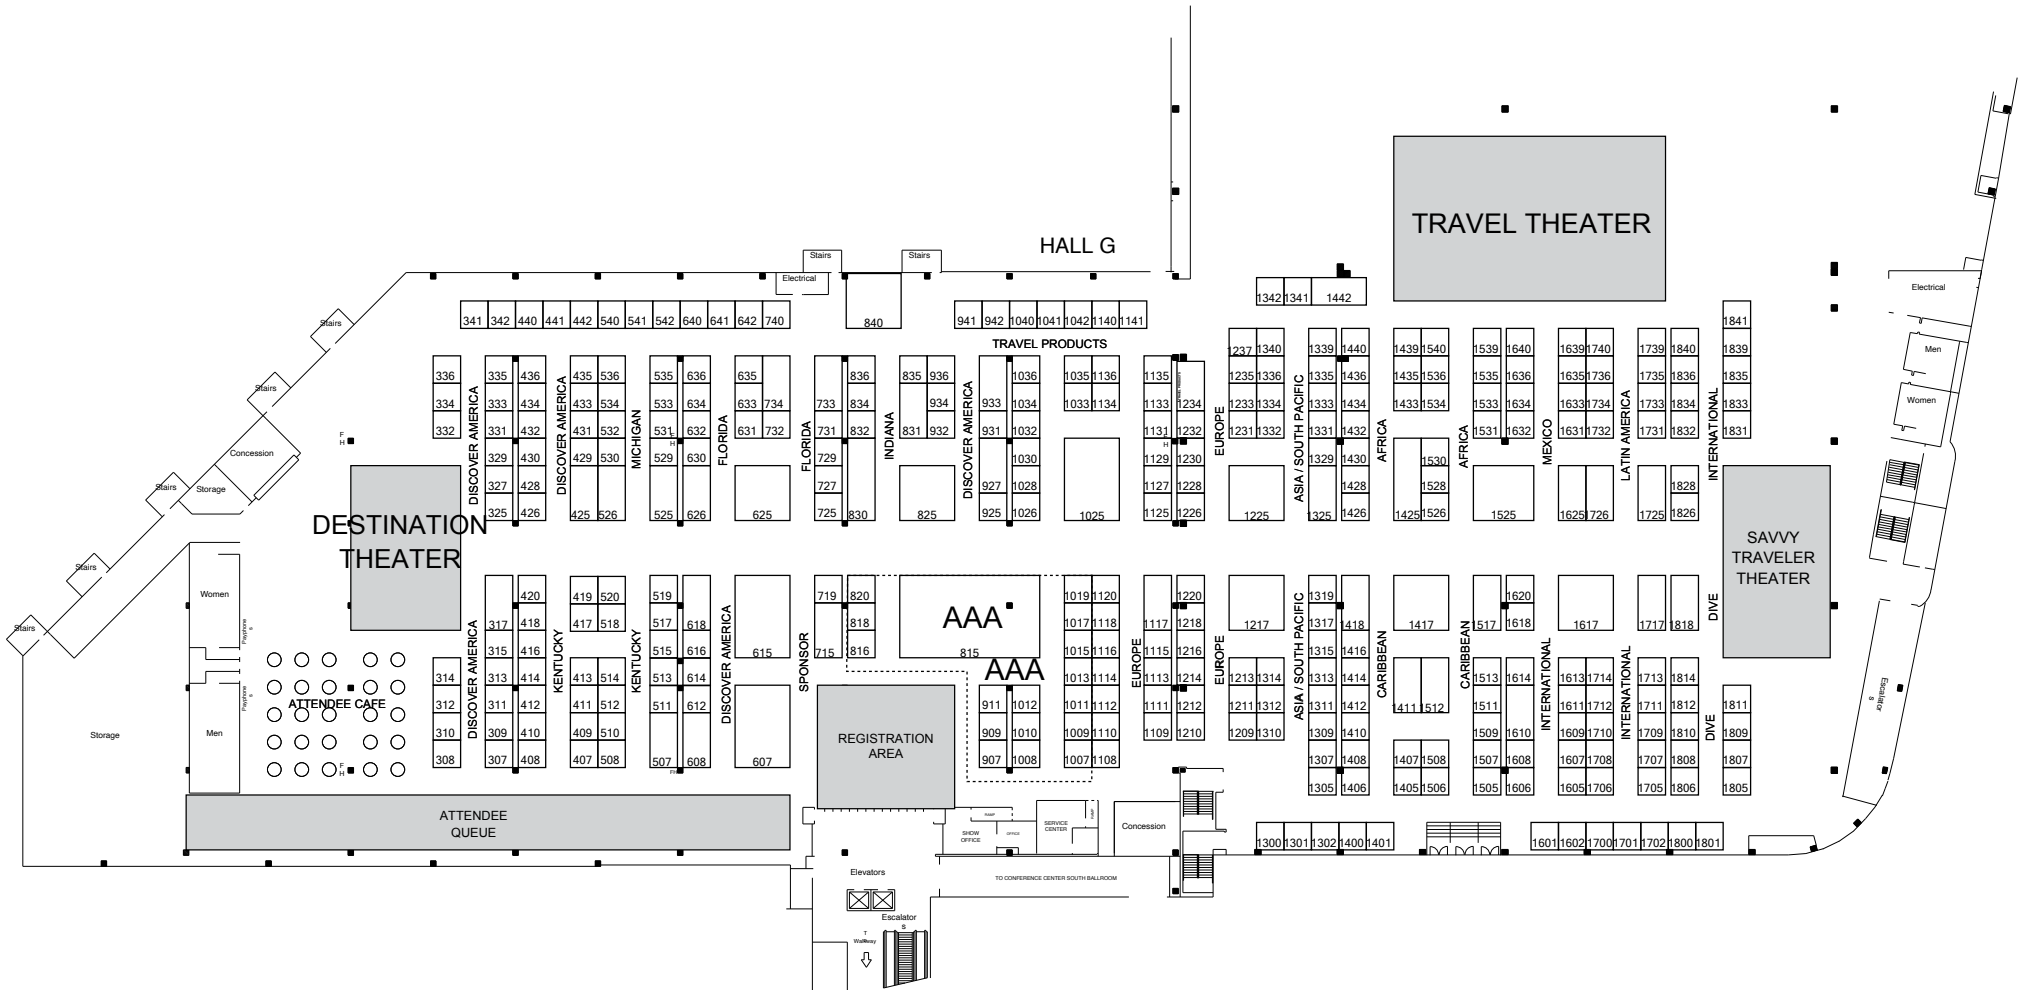 HALL G
TRAVEL THEATER
Stairs
Stairs
Electrical
Electrical
840
1342 1341 1442
341 342 440 441 442 540 541 542 640 641 642 740
941 942 1040 1041 1042 1140 1141
1841
Stairs
TRAVEL PRODUCTS
1237 1340 1339 1440 1439 1540 1539 1640 1639 1740 1739 1840 1839
Men
336 335 436 435 536 535 636 635 836 835 936 1036 1035 1136 1135 1235 1336 1335 1436 1435 1536 1535 1636 1635 1736 1735 1836 1835
Stairs
334 333 434 433 534 533 634 633 734 733 834 934 933 1034 1033 1134 1133 1234 1233 1334 1333 1434 1433 1534 1533 1634 1633 1734 1733 1834 1833
Women
332 331 432 431 532 531 632 631 732 731 832 831 932 931 1032 1131 1232 1231 1332 1331 1432 1531 1632 1631 1732 1731 1832 1831
F
H
F
H
H
DISCOVER AMERICA
DISCOVER AMERICA
MICHIGAN
FLORIDA
FLORIDA
INDIANA
DISCOVER AMERICA
EUROPE
ASIA / SOUTH PACIFIC
AFRICA
AFRICA
MEXICO
LATIN AMERICA
INTERNATIONAL
Concession
329 430 429 530 529 630 729 1030 1129 1230 1329 1430 1530
Stairs
Storage
327 428 727 927 1028 1127 1228 1428 1528 1828
325 426 425 526 525 626 625 725 830 825 925 1026 1025 1125 1226 1225 1325 1426 1425 1526 1525 1625 1726 1725 1826
DESTINATION
THEATER
SAVVY
TRAVELER
THEATER
Stairs
Women
420 419 520 519 719 820 1019 1120 1220 1319 1620
317 418 417 518 517 618 818 1017 1118 1117 1218 1217 1317 1418 1417 1517 1618 1617 1717 1818
AAA
Stairs
Payphone
s
315 416 515 616 615 715 816 815 1015 1116 1115 1216 1315 1416
AAA
DISCOVER AMERICA
KENTUCKY
KENTUCKY
DISCOVER AMERICA
SPONSOR
EUROPE
EUROPE
ASIA / SOUTH PACIFIC
CARIBBEAN
CARIBBEAN
INTERNATIONAL
INTERNATIONAL
DIVE
DIVE
314 313 414 413 514 513 614 1013 1114 1113 1214 1213 1314 1313 1414 1513 1614 1613 1714 1713 1814
Payphone
s
Escalator
s
ATTENDEE CAFE
312 311 412 411 512 511 612 911 1012 1011 1112 1111 1212 1211 1312 1311 1412 1411 1512 1511 1611 1712 1711 1812 1811
Storage
Men
310 309 410 409 510 909 1010 1009 1110 1109 1210 1209 1310 1309 1410 1509 1610 1609 1710 1709 1810 1809
REGISTRATION
AREA
308 307 408 407 508 507 608 607 907 1008 1007 1108 1307 1408 1407 1508 1507 1608 1607 1708 1707 1808 1807
F
H
1305 1406 1405 1506 1505 1606 1605 1706 1705 1806 1805
ATTENDEE
QUEUE
RAMP
RAMP
SHOW
OFFICE
OFFICE
SERVICE
CENTER
Concession
1300 1301 1302 1400 1401
1601 1602 1700 1701 1702 1800 1801
Elevators
TO CONFERENCE CENTER SOUTH BALLROOM
Escalator
s
Walkway